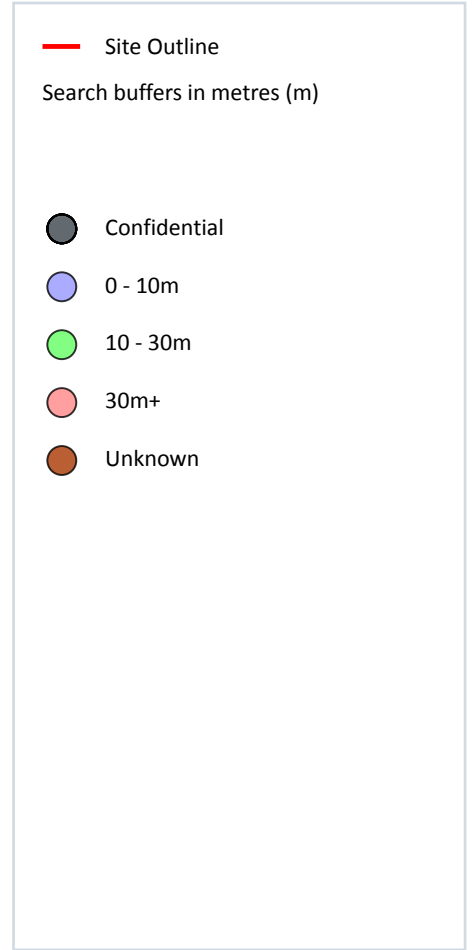 Site Outline
Search buffers in metres (m)
Confidential
0 - 10m
10 - 30m
30m+
Unknown